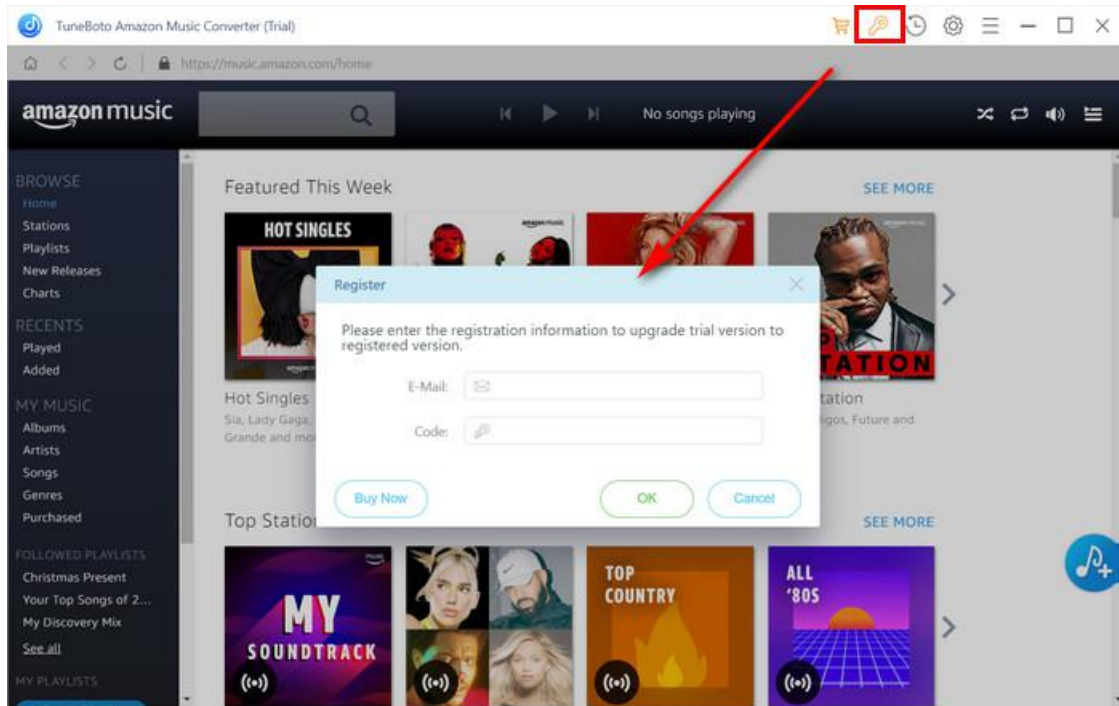 TuneBoto Amazon Music Converter (Trial)
https://music.amazon.com/home
amazon music
No songs playing
BROWSE
Home
Stations
Playlists
New Releases
Charts
RECENTS
Played
Added
MY MUSIC
Albums
Artists
Songs
Genres
Purchased
FOLLOWED PLAYLISTS
Christmas Present
Your Top Songs of 2...
My Discovery Mix
See all
MY PLAYLISTS
Featured This Week
SEE MORE
HOT SINGLES
amazon music
TATION
Hot Singles
Sia, Lady Gaga,
Grande and mo
tation
igos, Future and
Register
Please enter the registration information to upgrade trial version to
registered version.
E-Mail:
Code:
Buy Now
OK
Cancel
Top Statio
SEE MORE
music
MY
SOUNDTRACK
TOP
COUNTRY
ALL
'80S